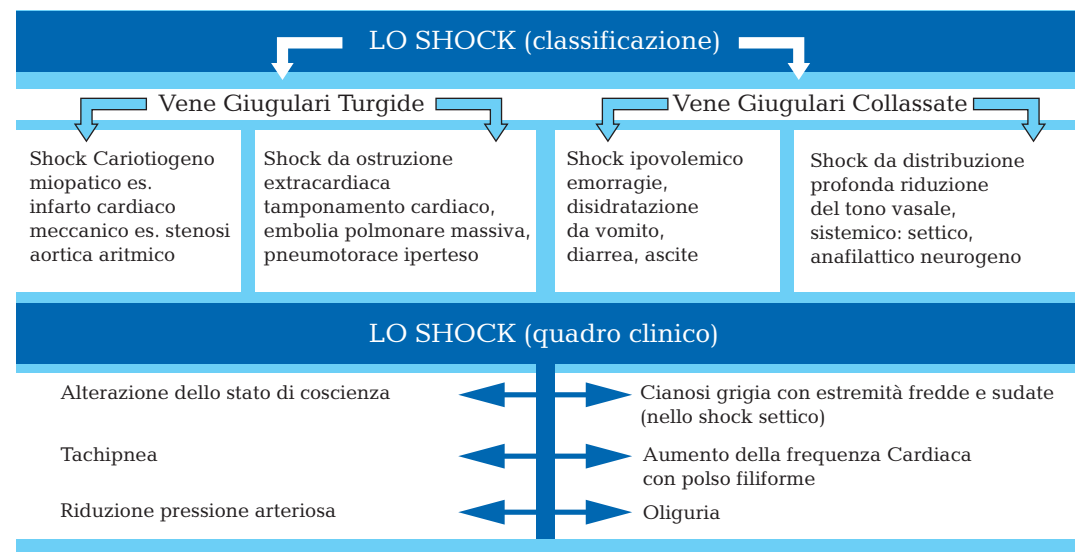 LO SHOCK (classificazione)
Vene Giugulari Turgide
Vene Giugulari Collassate
Shock Cariotiogeno
miopatico es.
infarto cardiaco
meccanico es. stenosi
aortica aritmico
Shock da ostruzione
extracardiaca
tamponamento cardiaco,
embolia polmonare massiva,
pneumotorace iperteso
Shock ipovolemico
emorragie,
disidratazione
da vomito,
diarrea, ascite
Shock da distribuzione
profonda riduzione
del tono vasale,
sistemico: settico,
anafilattico neurogeno
LO SHOCK (quadro clinico)
Alterazione dello stato di coscienza
Cianosi grigia con estremità fredde e sudate
(nello shock settico)
Tachipnea
Aumento della frequenza Cardiaca
con polso filiforme
Riduzione pressione arteriosa
Oliguria